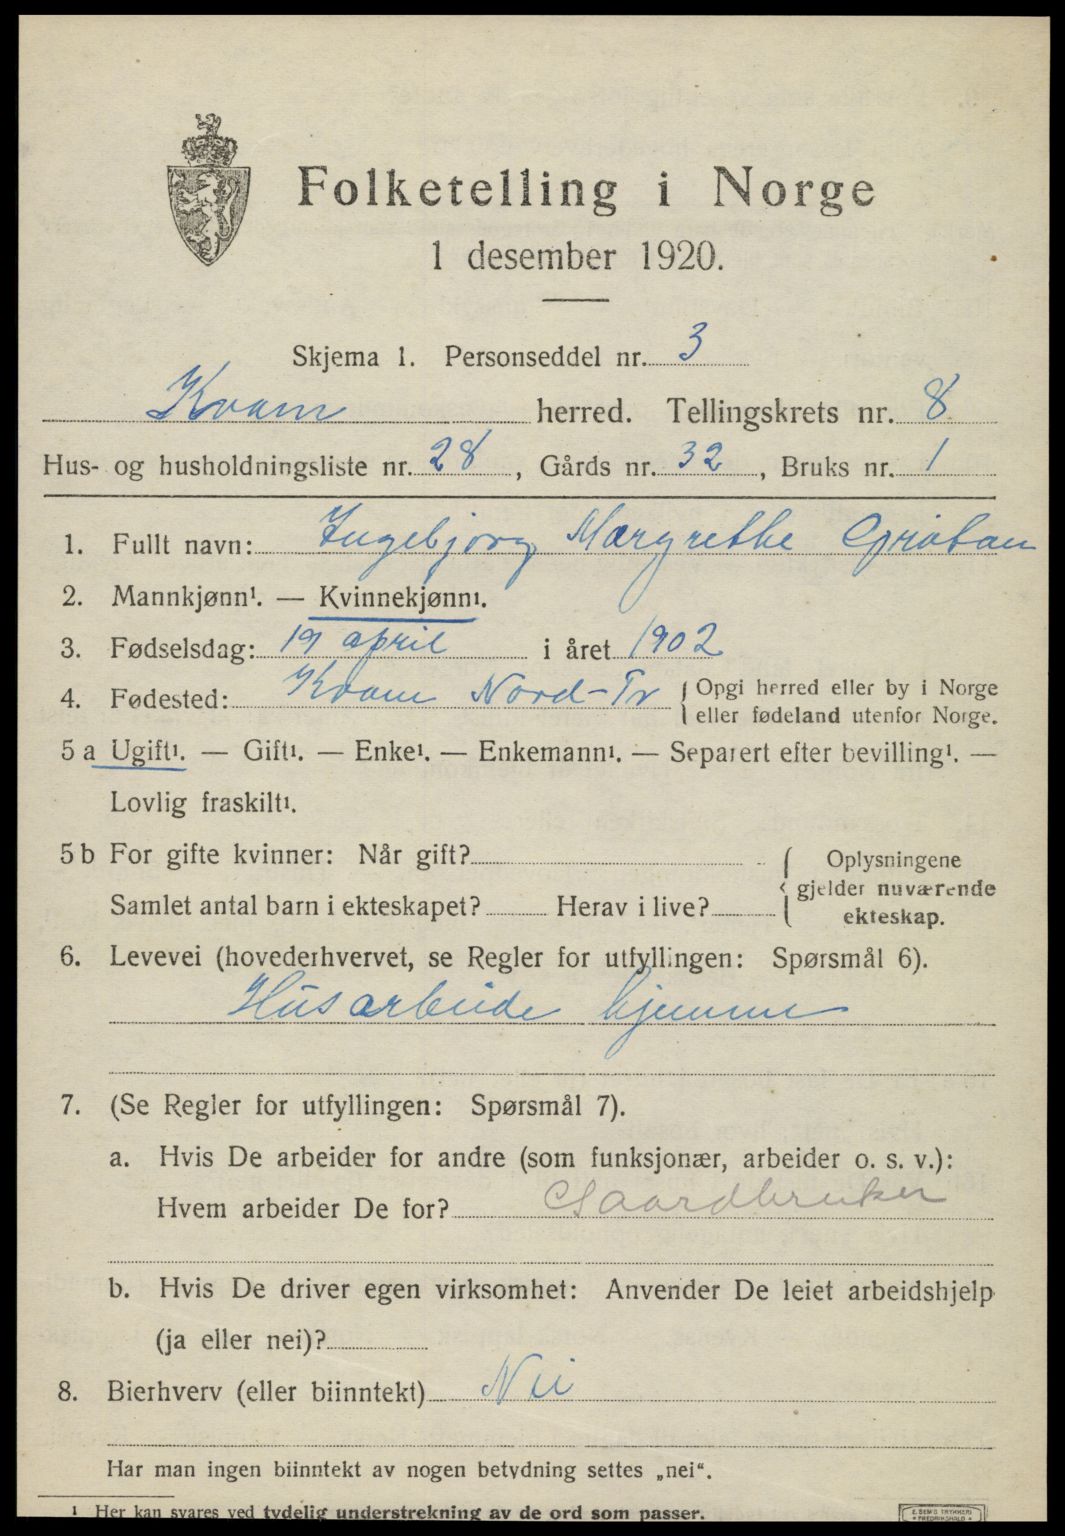 Folketelling i Norge
1 desember 1920.
Skjema 1. Personseddel nr. 3
Kvam herred. Tellingskrets nr. 8
Hus- og husholdningsliste nr. 28, Gårds nr. 32, Bruks nr. 1
1. Fullt navn: Ingebjørg Margrethe
2. Mannkjønn¹. — Kvinnekjønn¹.
3. Fødselsdag: 19 april i året 1902
4. Fødested: Kvam Nord-Tr { Opgi herred eller by i Norge
eller fødeland utenfor Norge.
5 a Ugift¹. — Gift¹. — Enke¹. — Enkemann¹. — Separert efter bevilling¹. —
Lovlig fraskilt¹.
5 b For gifte kvinner: Når gift? { Oplysningene
gjelder nuværende
Samlet antal barn i ekteskapet? Herav i live?
ekteskap.
6. Levevei (hovederhvervet, se Regler for utfyllingen: Spørsmål 6).
Husarbeide hjemme
7. (Se Regler for utfyllingen: Spørsmål 7).
a. Hvis De arbeider for andre (som funksjonær, arbeider o. s. v.):
Hvem arbeider De for? Gaardbruker
b. Hvis De driver egen virksomhet: Anvender De leiet arbeidshjelp
(ja eller nei)?
8. Bierhverv (eller biinntekt) Nei
Har man ingen biinntekt av nogen betydning settes „nei“.
¹ Her kan svares ved tydelig understrekning av de ord som passer.
E. SEM'S TRYKKERI
FREDRIKSHALD